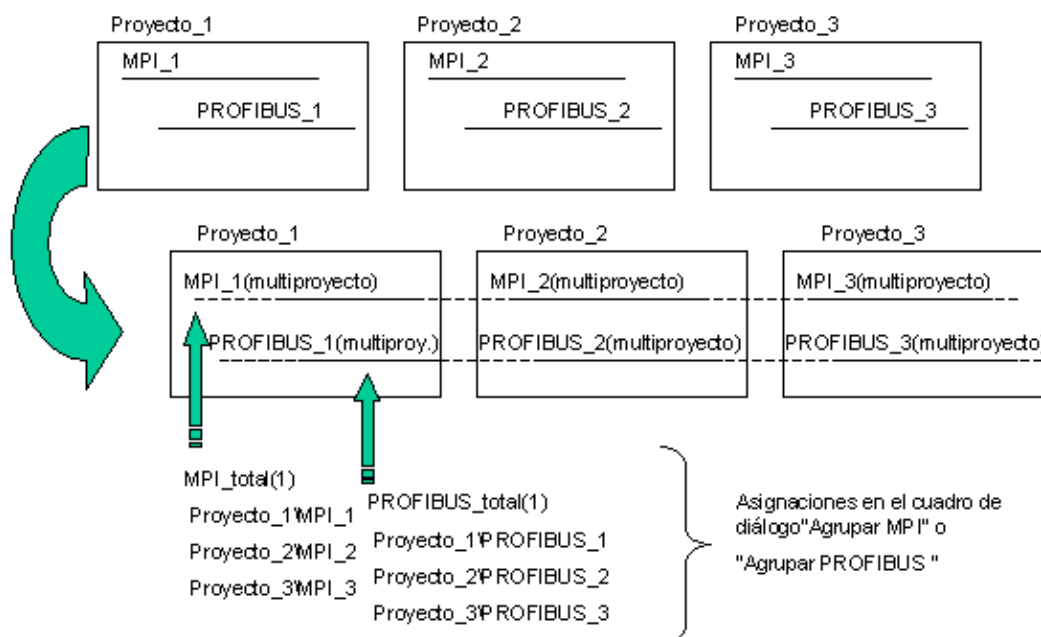 Proyecto_1 Proyecto_2 Proyecto_3
MPI_1 MPI_2 MPI_3
PROFIBUS_1 PROFIBUS_2 PROFIBUS_3
Proyecto_1 Proyecto_2 Proyecto_3
MPI_1(multiproyecto) MPI_2(multiproyecto) MPI_3(multiproyecto)
PROFIBUS_1(multiproy.) PROFIBUS_2(multiproyecto) PROFIBUS_3(multiproyecto)
MPI_total(1)
Proyecto_1\MPI_1
Proyecto_2\MPI_2
Proyecto_3\MPI_3
PROFIBUS_total(1)
Proyecto_1\PROFIBUS_1
Proyecto_2\PROFIBUS_2
Proyecto_3\PROFIBUS_3
Asignaciones en el cuadro de
diálogo"Agrupar MPI" o
"Agrupar PROFIBUS "